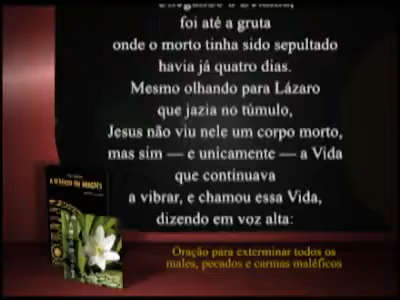 foi até a gruta
onde o morto tinha sido sepultado
havia já quatro dias.
Mesmo olhando para Lázaro
que jazia no túmulo,
Jesus não viu nele um corpo morto,
mas sim — e unicamente — a Vida
que continuava
a vibrar, e chamou essa Vida,
dizendo em voz alta:
Oração para exterminar todos os
males, pecados e carmas maléficos